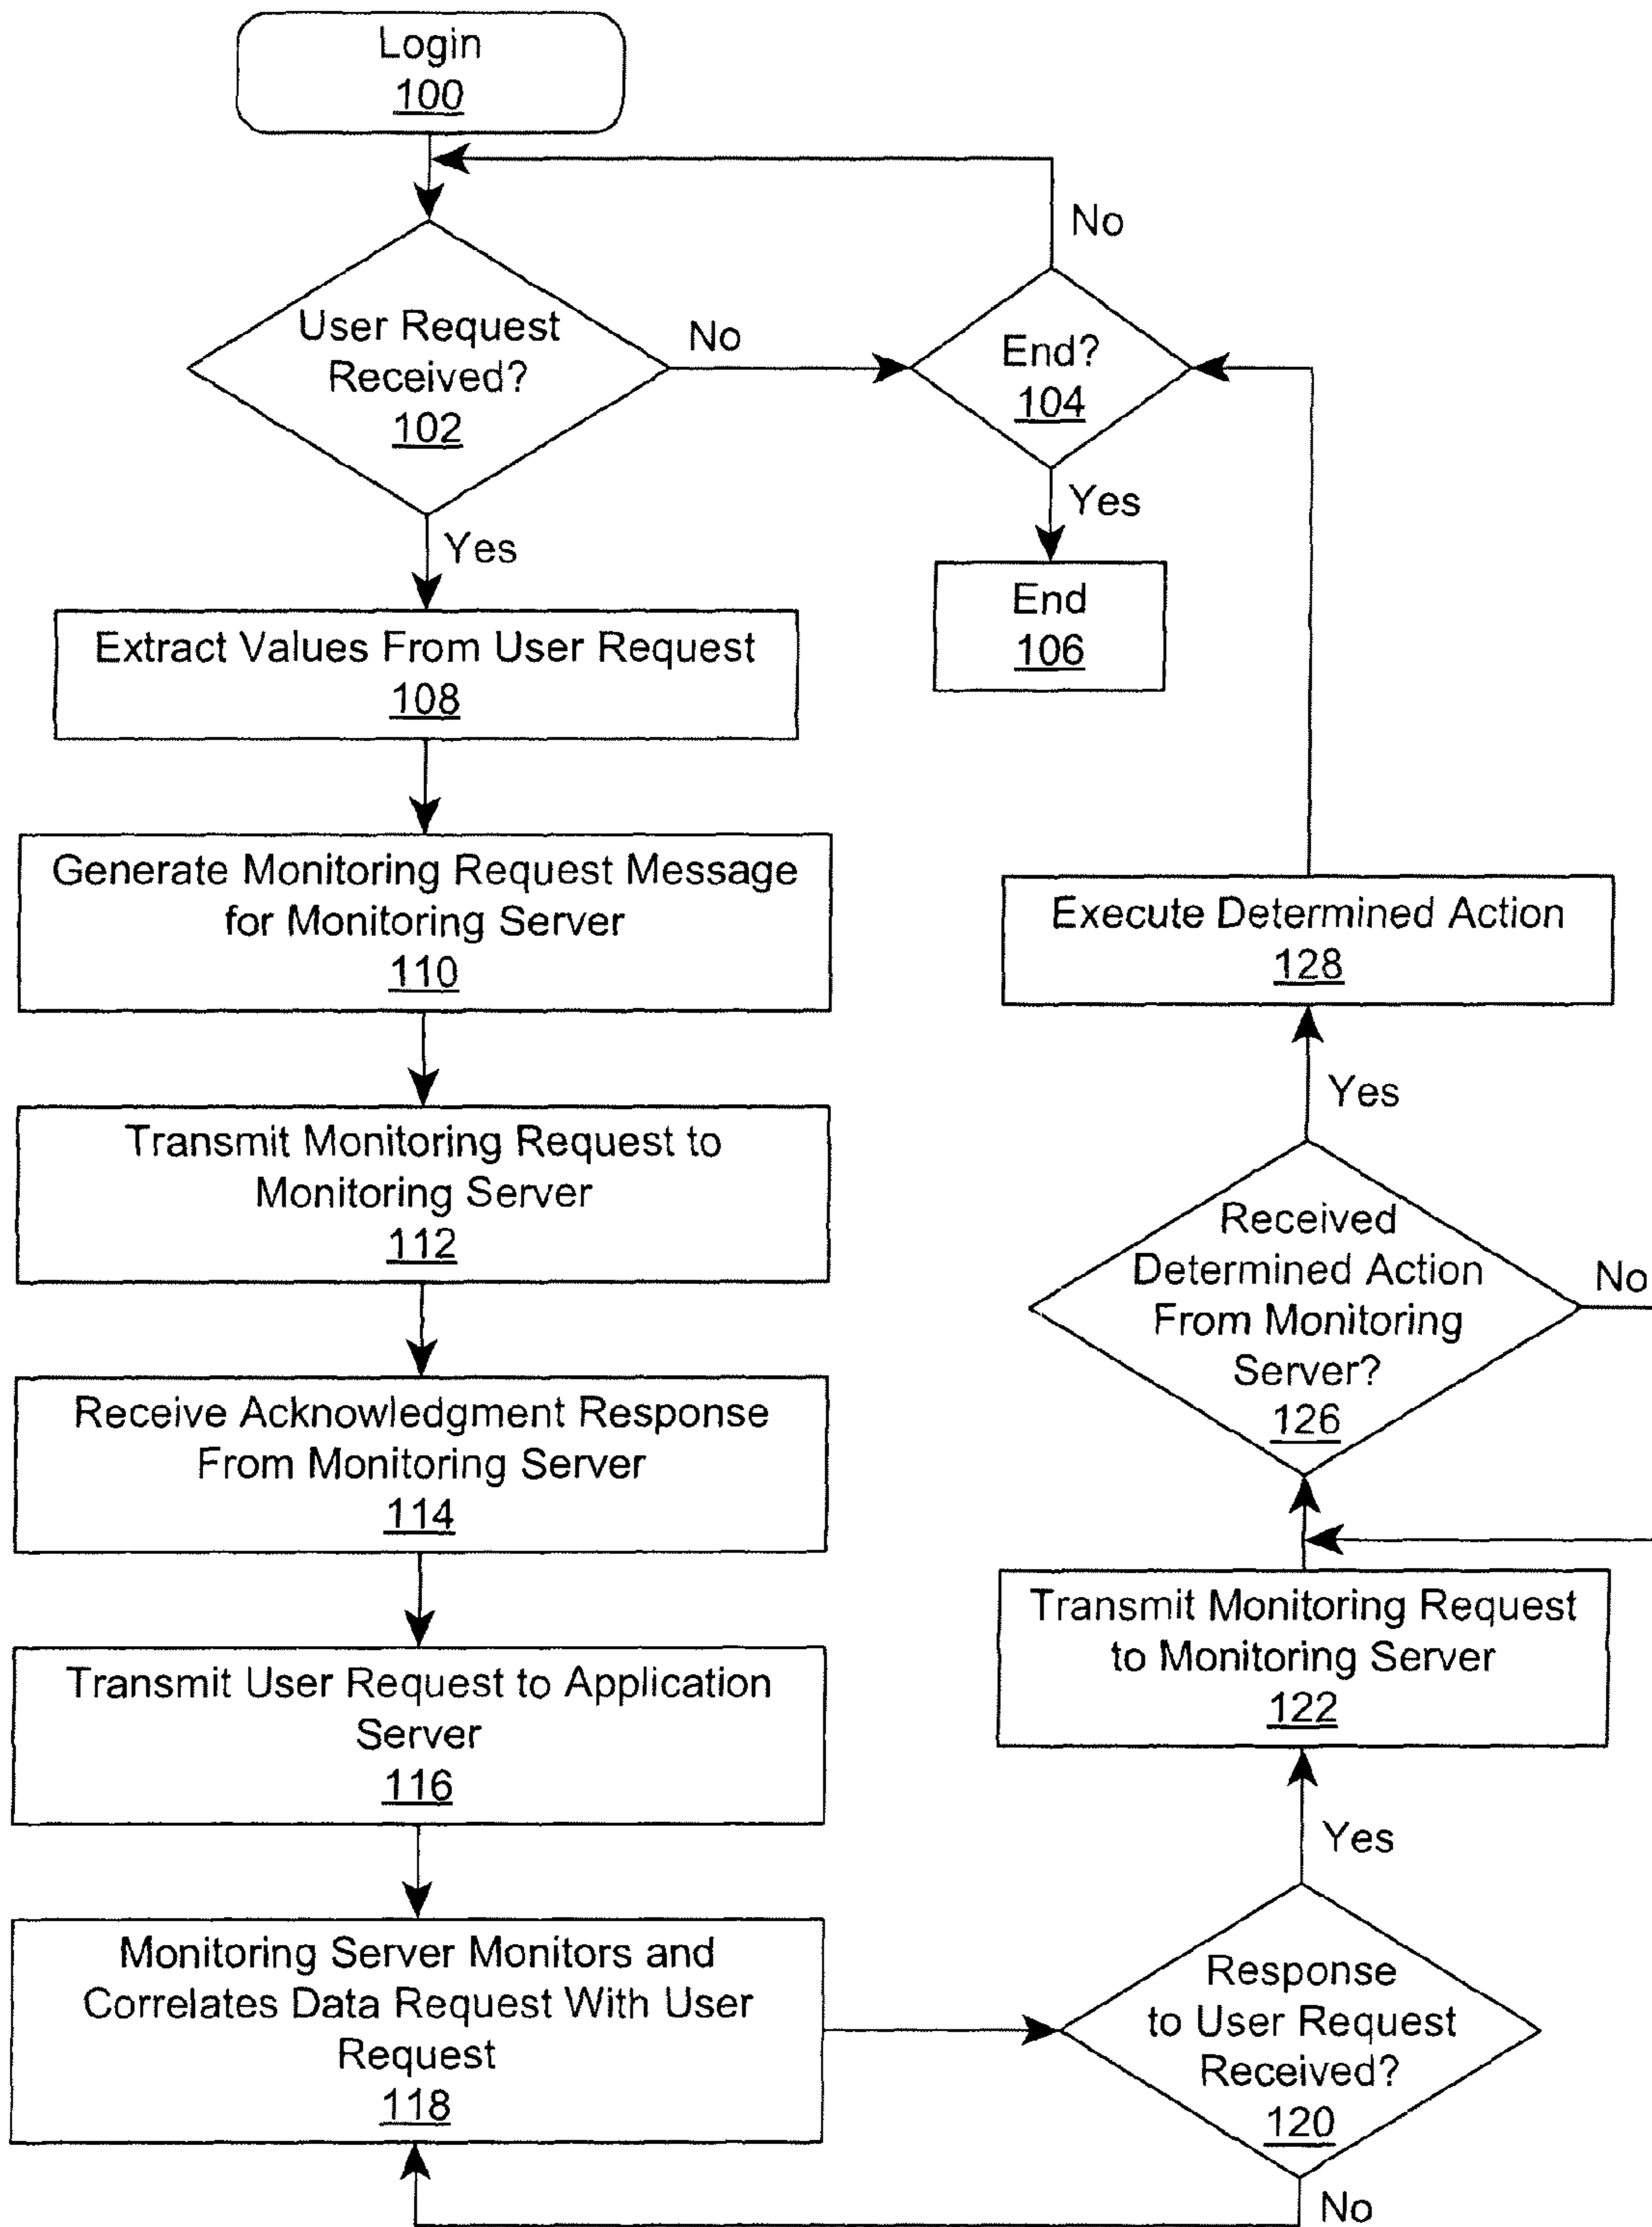 Login
100
No
User Request
Received?
102
No
End?
104
Yes
Yes
End
106
Extract Values From User Request
108
Generate Monitoring Request Message
for Monitoring Server
110
Transmit Monitoring Request to
Monitoring Server
112
Receive Acknowledgment Response
From Monitoring Server
114
Transmit User Request to Application
Server
116
Monitoring Server Monitors and
Correlates Data Request With User
Request
118
Response
to User Request
Received?
120
No
Yes
Transmit Monitoring Request
to Monitoring Server
122
Received
Determined Action
From Monitoring
Server?
126
No
Yes
Execute Determined Action
128